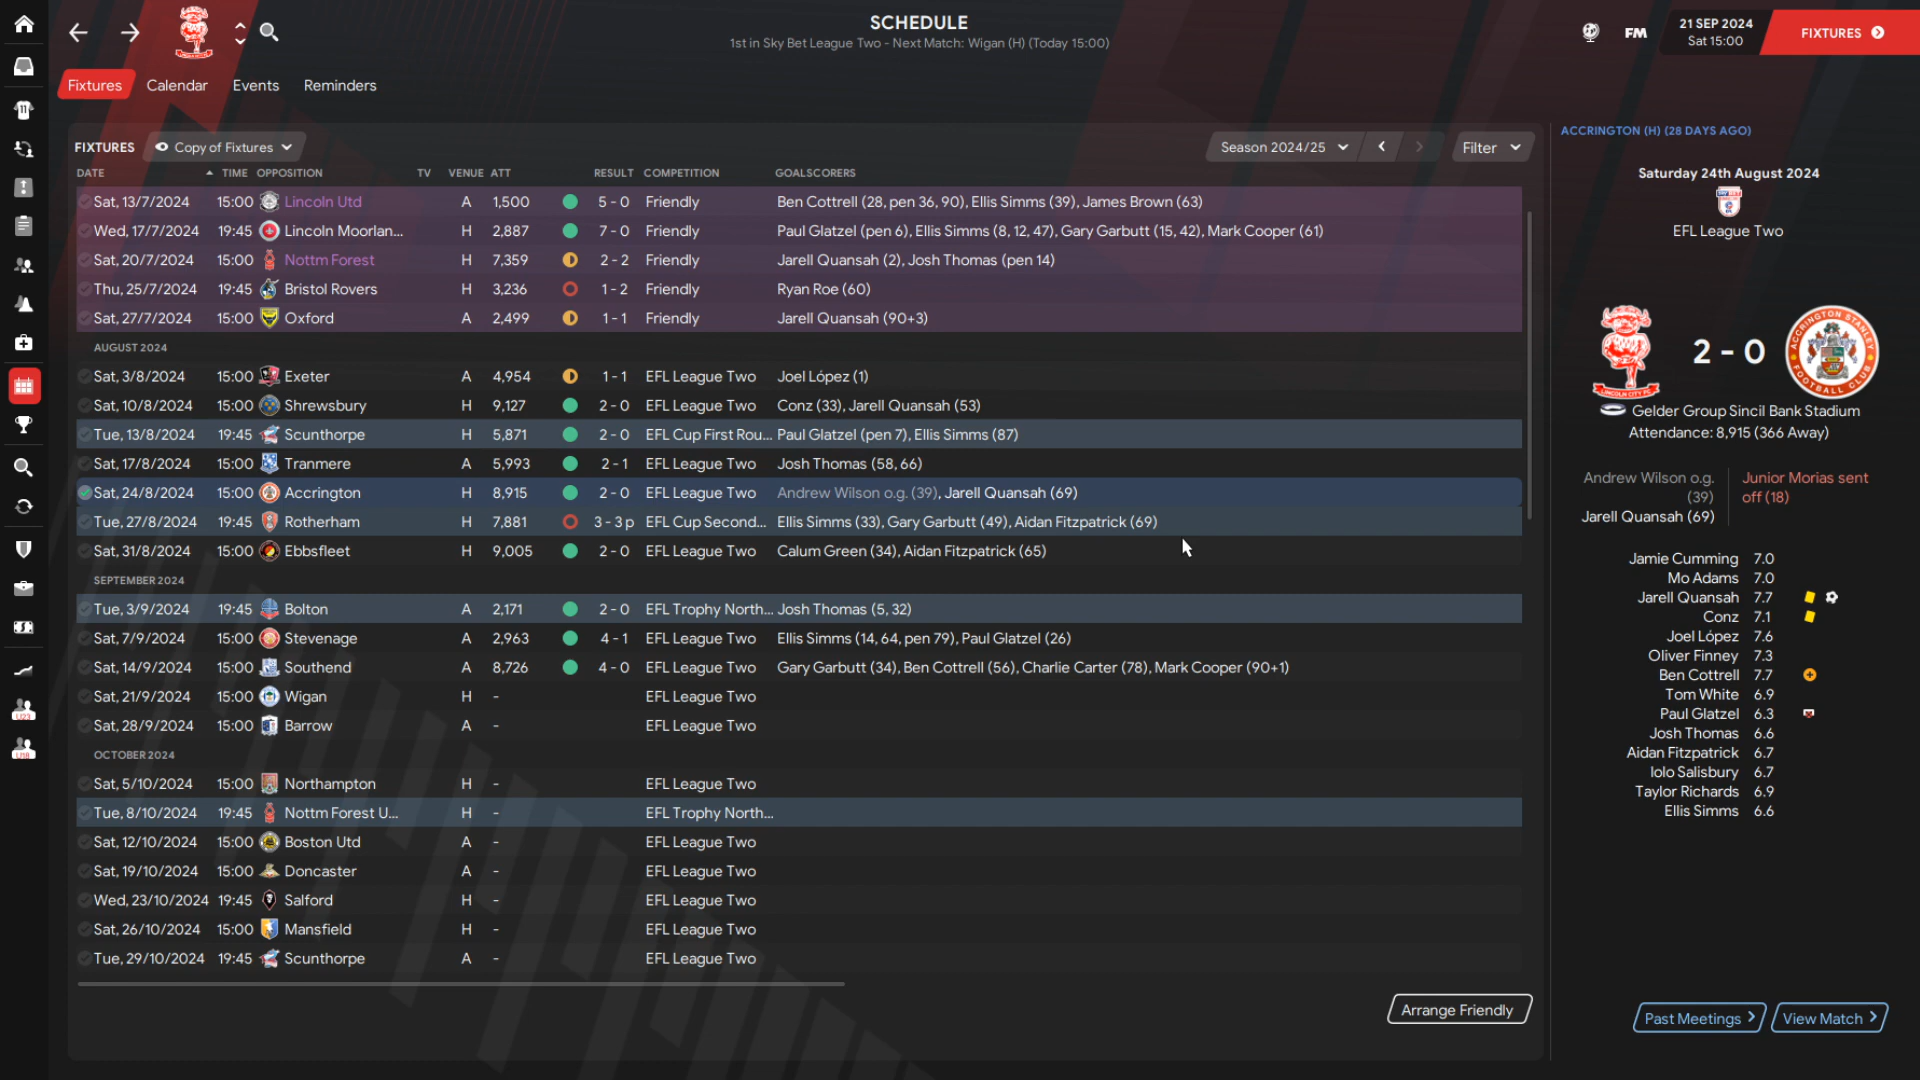 SCHEDULE
1st in Sky Bet League Two - Next Match: Wigan (H) (Today 15:00)
FM
21 SEP 2024
Sat 15:00
FIXTURES
Fixtures
Calendar
Events
Reminders
FIXTURES
Copy of Fixtures
Season 2024/25
Filter
DATE TIME OPPOSITION TV VENUE ATT RESULT COMPETITION GOALSCORERS
Sat, 13/7/2024 15:00 Lincoln Utd A 1,500 5 - 0 Friendly Ben Cottrell (28, pen 36, 90), Ellis Simms (39), James Brown (63)
Wed, 17/7/2024 19:45 Lincoln Moorlan... H 2,887 7 - 0 Friendly Paul Glatzel (pen 6), Ellis Simms (8, 12, 47), Gary Garbutt (15, 42), Mark Cooper (61)
Sat, 20/7/2024 15:00 Nottm Forest H 7,359 2 - 2 Friendly Jarell Quansah (2), Josh Thomas (pen 14)
Thu, 25/7/2024 19:45 Bristol Rovers H 3,236 1 - 2 Friendly Ryan Roe (60)
Sat, 27/7/2024 15:00 Oxford A 2,499 1 - 1 Friendly Jarell Quansah (90+3)
AUGUST 2024
Sat, 3/8/2024 15:00 Exeter A 4,954 1 - 1 EFL League Two Joel López (1)
Sat, 10/8/2024 15:00 Shrewsbury H 9,127 2 - 0 EFL League Two Conz (33), Jarell Quansah (53)
Tue, 13/8/2024 19:45 Scunthorpe H 5,871 2 - 0 EFL Cup First Rou... Paul Glatzel (pen 7), Ellis Simms (87)
Sat, 17/8/2024 15:00 Tranmere A 5,993 2 - 1 EFL League Two Josh Thomas (58, 66)
Sat, 24/8/2024 15:00 Accrington H 8,915 2 - 0 EFL League Two Andrew Wilson o.g. (39), Jarell Quansah (69)
Tue, 27/8/2024 19:45 Rotherham H 7,881 3 - 3 p EFL Cup Second... Ellis Simms (33), Gary Garbutt (49), Aidan Fitzpatrick (69)
Sat, 31/8/2024 15:00 Ebbsfleet H 9,005 2 - 0 EFL League Two Calum Green (34), Aidan Fitzpatrick (65)
SEPTEMBER 2024
Tue, 3/9/2024 19:45 Bolton A 2,171 2 - 0 EFL Trophy North... Josh Thomas (5, 32)
Sat, 7/9/2024 15:00 Stevenage A 2,963 4 - 1 EFL League Two Ellis Simms (14, 64, pen 79), Paul Glatzel (26)
Sat, 14/9/2024 15:00 Southend A 8,726 4 - 0 EFL League Two Gary Garbutt (34), Ben Cottrell (56), Charlie Carter (78), Mark Cooper (90+1)
Sat, 21/9/2024 15:00 Wigan H - EFL League Two
Sat, 28/9/2024 15:00 Barrow A - EFL League Two
OCTOBER 2024
Sat, 5/10/2024 15:00 Northampton H - EFL League Two
Tue, 8/10/2024 19:45 Nottm Forest U... H - EFL Trophy North...
Sat, 12/10/2024 15:00 Boston Utd A - EFL League Two
Sat, 19/10/2024 15:00 Doncaster A - EFL League Two
Wed, 23/10/2024 19:45 Salford H - EFL League Two
Sat, 26/10/2024 15:00 Mansfield H - EFL League Two
Tue, 29/10/2024 19:45 Scunthorpe A - EFL League Two
Arrange Friendly
ACCRINGTON (H) (28 DAYS AGO)
Saturday 24th August 2024
EFL League Two
2 - 0
ACCRINGTON STANLEY
FOOTBALL CLUB
Gelder Group Sincil Bank Stadium
Attendance: 8,915 (366 Away)
Andrew Wilson o.g.
(39)
Jarell Quansah (69)
Junior Morias sent
off (18)
Jamie Cumming 7.0
Mo Adams 7.0
Jarell Quansah 7.7
Conz 7.1
Joel López 7.6
Oliver Finney 7.3
Ben Cottrell 7.7
Tom White 6.9
Paul Glatzel 6.3
Josh Thomas 6.6
Aidan Fitzpatrick 6.7
Iolo Salisbury 6.7
Taylor Richards 6.9
Ellis Simms 6.6
Past Meetings
View Match